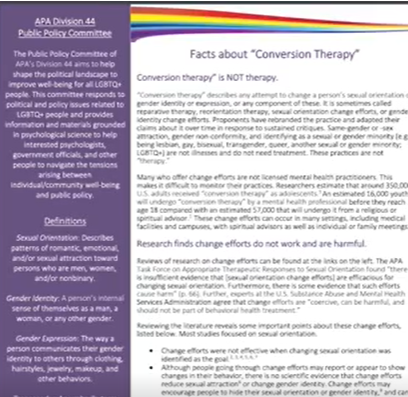 APA Division 44
Public Policy Committee
The Public Policy Committee of
APA's Division 44 aims to help
shape the political landscape to
improve well-being for all LGBTQ+
people. This committee responds to
political and policy issues related to
LGBTQ+ people and provides
information and materials grounded
in psychological science to help
interested psychologists,
government officials, and other
people to navigate the tensions
arising between
individual/community well-being
and public policy.
Definitions
Sexual Orientation: Describes
patterns of romantic, emotional,
and/or sexual attraction toward
persons who are men, women,
and/or nonbinary.
Gender Identity: A person's internal
sense of themselves as a man, a
woman, or any other gender.
Gender Expression: The way a
person communicates their gender
identity to others through clothing,
hairstyles, jewelry, makeup, and
other behaviors.
Facts about "Conversion Therapy"
Conversion therapy" is NOT therapy.
"Conversion therapy" describes any attempt to change a person's sexual orientation o
gender identity or expression, or any component of these. It is sometimes called
reparative therapy, reorientation therapy, sexual orientation change efforts, or gende
identity change efforts. Proponents have rebranded the practice and adapted their
claims about it over time in response to sustained critiques. Same-gender or -sex
attraction, gender non-conformity, and identifying as a sexual or gender minority (e.g
being lesbian, gay, bisexual, transgender, queer, another sexual or gender minority;
LGBTQ+) are not illnesses and do not need treatment. These practices are not
"therapy."
Many who offer change efforts are not licensed mental health practitioners. This
makes it difficult to monitor these practices. Researchers estimate that around 350,00
U.S. adults received "conversion therapy" as adolescents. An estimated 16,000 youth
will undergo "conversion therapy" by a mental health professional before they reach
age 18 compared with an estimated 57,000 that will undergo it from a religious or
spiritual advisor. These change efforts can occur in many settings, including medical
facilities and campuses, with spiritual advisors as well as individual or family meetings
Research finds change efforts do not work and are harmful.
Reviews of research on change efforts can be found at the links on the left. The APA
Task Force on Appropriate Therapeutic Responses to Sexual Orientation found "there
is insufficient evidence that [sexual orientation change efforts] are efficacious for
changing sexual orientation. Furthermore, there is some evidence that such efforts
cause harm" (p. 66). Further, experts at the U.S. Substance Abuse and Mental Health
Services Administration agree that change efforts are "coercive, can be harmful, and
should not be part of behavioral health treatment."
Reviewing the literature reveals some important points about these change efforts,
listed below. Most studies focused on sexual orientation.
• Change efforts were not effective when changing sexual orientation was
identified as the goal.
• Although people going through change efforts may report or appear to show
changes in their behavior, there is no scientific evidence that change efforts
reduce sexual attraction or gender identity. Change efforts may
encourage people to hide their sexual orientation or gender identity, and can